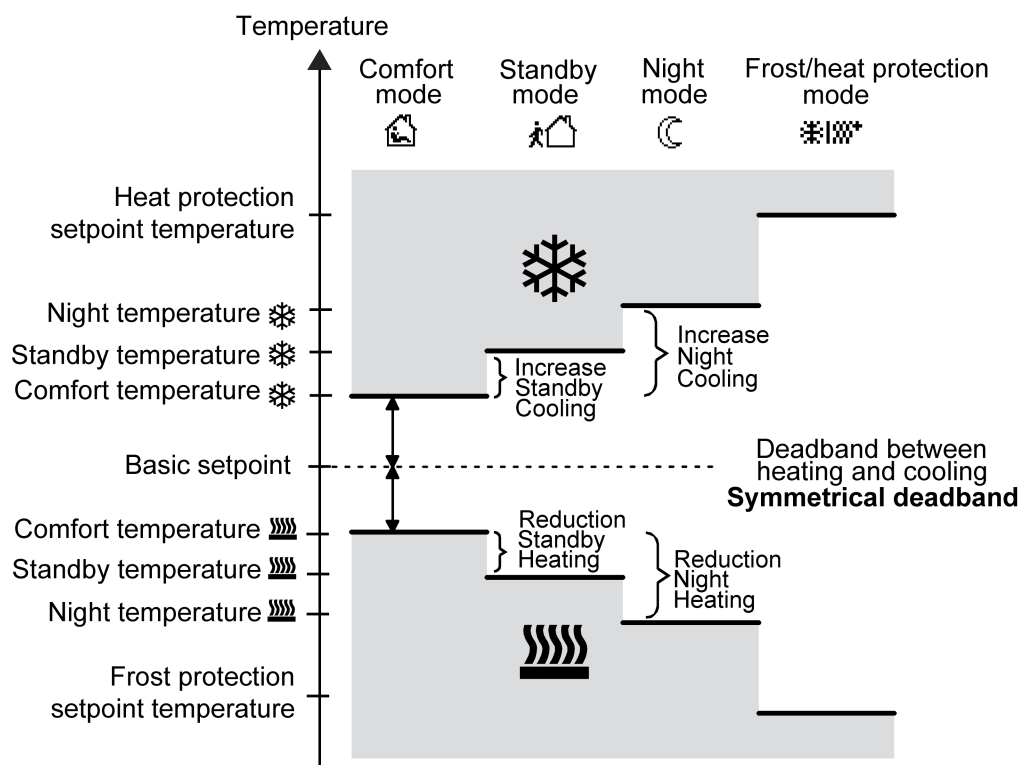 Temperature
Comfort
mode
Standby
mode
Night
mode
Frost/heat protection
mode
Heat protection
setpoint temperature
Night temperature
Standby temperature
Comfort temperature
Increase
Standby
Cooling
Increase
Night
Cooling
Basic setpoint
Deadband between
heating and cooling
Symmetrical deadband
Comfort temperature
Standby temperature
Night temperature
Reduction
Standby
Heating
Reduction
Night
Heating
Frost protection
setpoint temperature